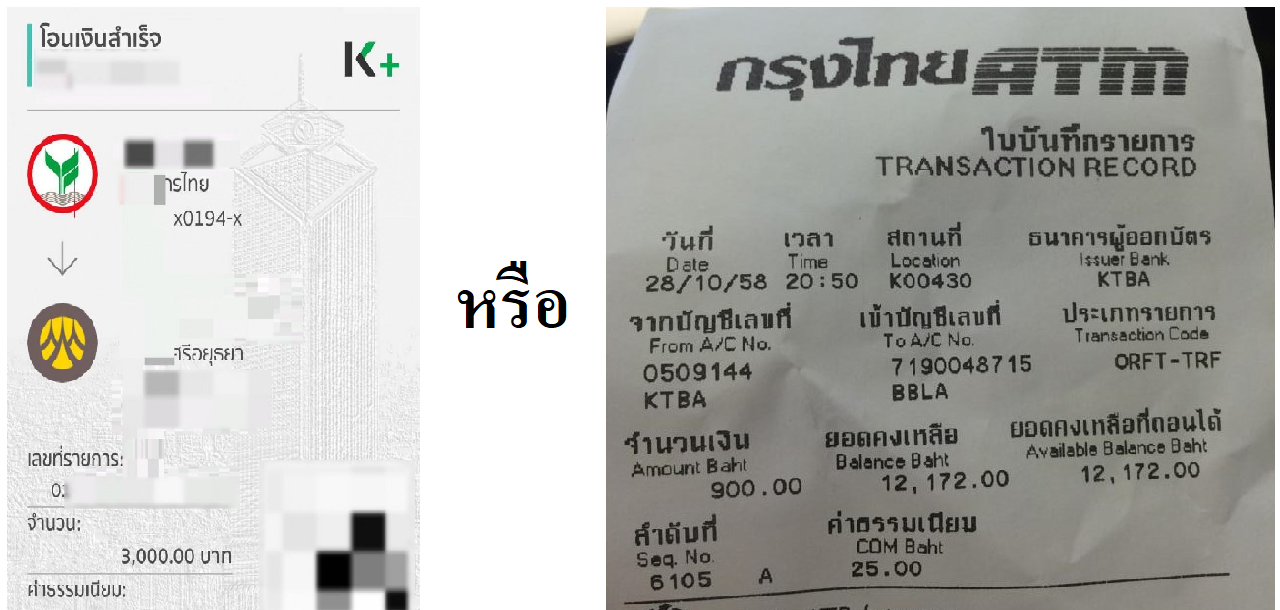 โอนเงินสำเร็จ
K+
กรไทย
x0194-x
ศรีอยุธยา
เลขที่รายการ:
จำนวน:
3,000.00 บาท
ค่าธรรมเนียม:
หรือ
กรุงไทย ATM
ใบบันทึกรายการ
TRANSACTION RECORD
วันที่ เวลา สถานที่ ธนาคารผู้ออกบัตร
Date Time Location Issuer Bank
28/10/58 20:50 K00430 KTBA
จากบัญชีเลขที่ เข้าบัญชีเลขที่ ประเภทรายการ
From A/C No. To A/C No. Transaction Code
0509144 7190048715 ORFT-TRF
KTBA BBLA
จำนวนเงิน ยอดคงเหลือ ยอดคงเหลือที่ถอนได้
Amount Baht Balance Baht Available Balance Baht
900.00 12,172.00 12,172.00
ลำดับที่ ค่าธรรมเนียม
Seq. No. COM Baht
6105 A 25.00